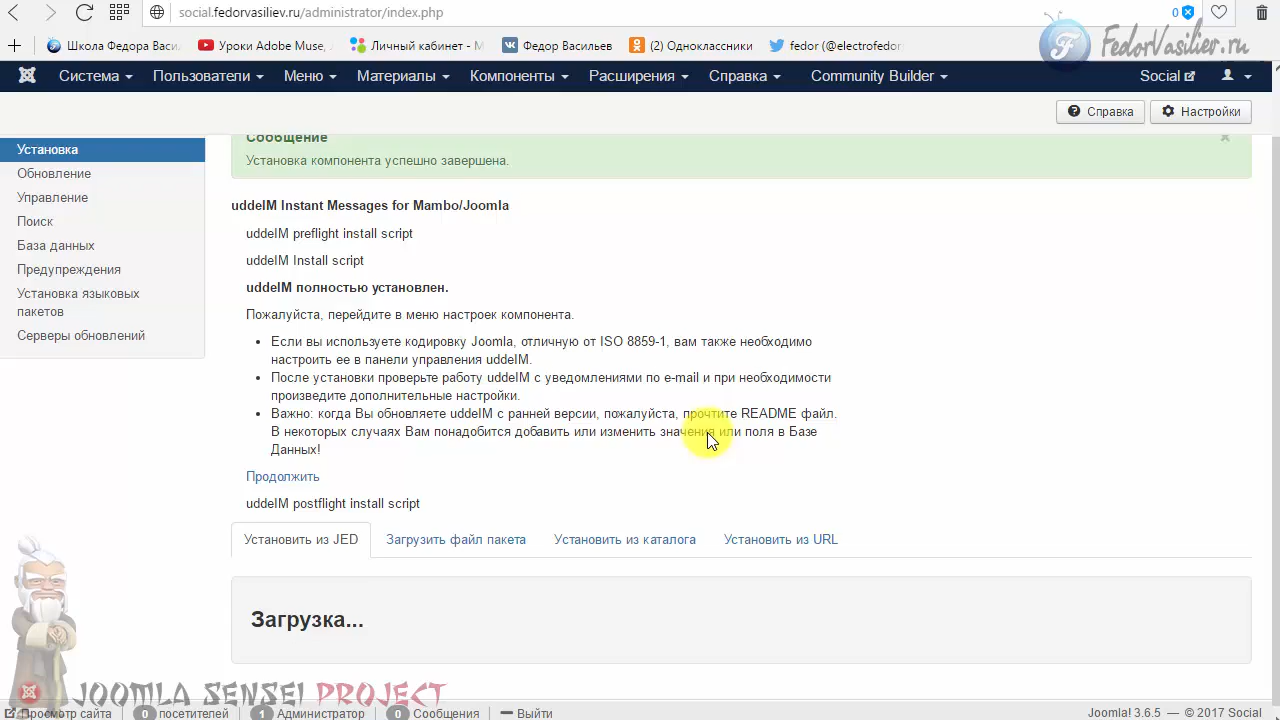 social.fedorvasiliev.ru/administrator/index.php
0
Школа Федора Васи
Уроки Adobe Muse,
Личный кабинет - М
Федор Васильев
(2) Одноклассники
fedor (@electrofedor
FedorVasiliev.ru
Система
Пользователи
Меню
Материалы
Компоненты
Расширения
Справка
Community Builder
Social
Справка
Настройки
Установка
Обновление
Управление
Поиск
База данных
Предупреждения
Установка языковых
пакетов
Серверы обновлений
Сообщение
Установка компонента успешно завершена.
uddeIM Instant Messages for Mambo/Joomla
uddeIM preflight install script
uddeIM Install script
uddeIM полностью установлен.
Пожалуйста, перейдите в меню настроек компонента.
Если вы используете кодировку Joomla, отличную от ISO 8859-1, вам также необходимо
настроить ее в панели управления uddeIM.
После установки проверьте работу uddeIM с уведомлениями по e-mail и при необходимости
произведите дополнительные настройки.
Важно: когда Вы обновляете uddeIM с ранней версии, пожалуйста, прочтите README файл.
В некоторых случаях Вам понадобится добавить или изменить значения или поля в Базе
Данных!
Продолжить
uddeIM postflight install script
Установить из JED
Загрузить файл пакета
Установить из каталога
Установить из URL
Загрузка...
JOOMLA SENSEI PROJECT
Просмотр сайта
0 посетителей
1 Администратор
0 Сообщения
Выйти
Joomla! 3.6.5 — © 2017 Social